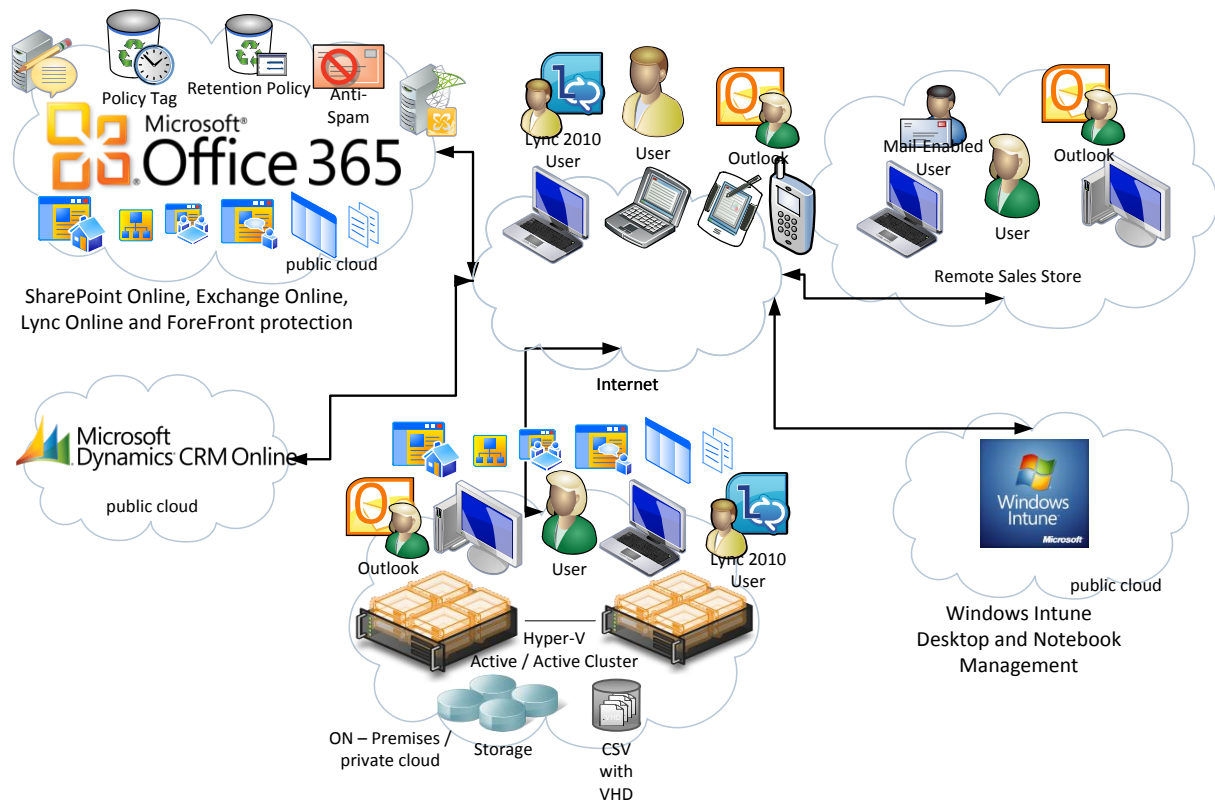 Policy Tag
Retention Policy
Anti-
Spam
Microsoft®
Office 365
public cloud
SharePoint Online, Exchange Online,
Lync Online and ForeFront protection
Lync 2010
User
User
Outlook
Mail Enabled
User
User
Outlook
Remote Sales Store
Internet
Microsoft
Dynamics CRM Online
public cloud
Outlook
User
Lync 2010
User
Hyper-V
Active / Active Cluster
ON – Premises /
private cloud
Storage
VHD
CSV
with
VHD
Windows
Intune
Microsoft
public cloud
Windows Intune
Desktop and Notebook
Management